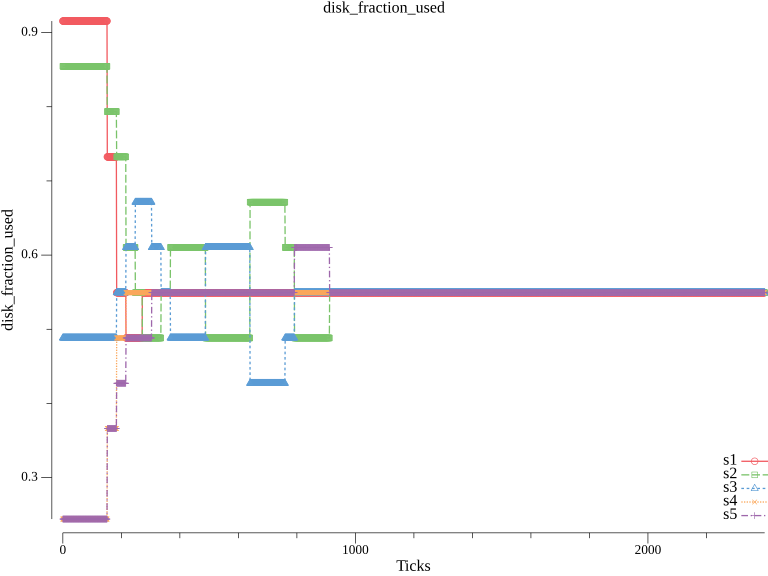 disk_fraction_used
0.9
0.6
0.3
disk_fraction_used
0
1000
2000
Ticks
s1
s2
s3
s4
s5